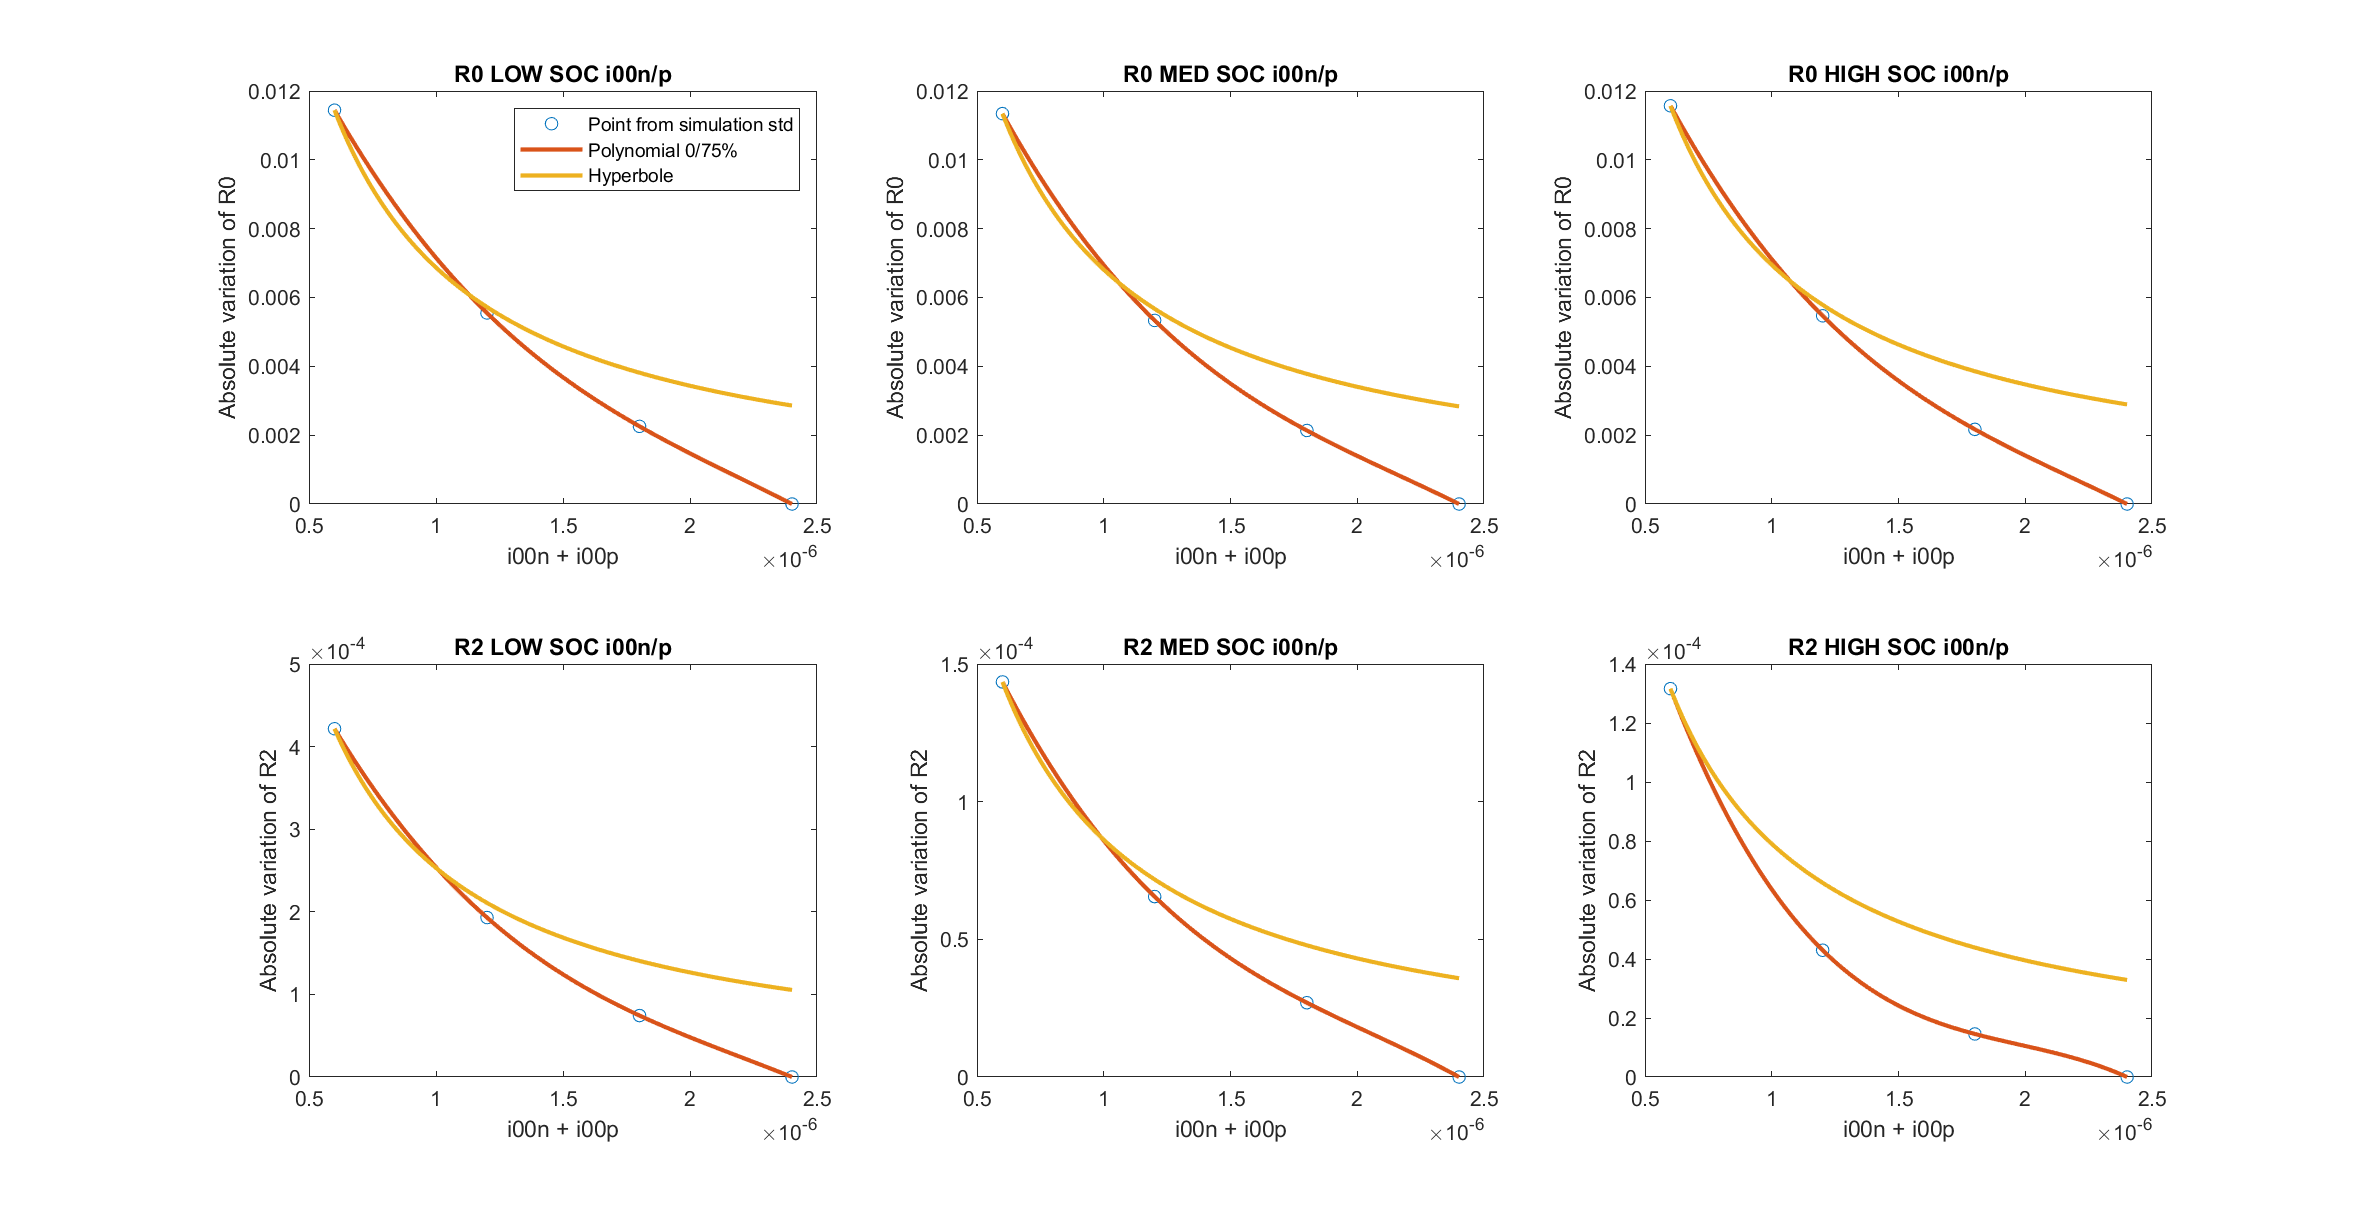 R0 LOW SOC i00n/p
0.012
0.01
0.008
0.006
0.004
0.002
0
Absolute variation of R0
Point from simulation std
Polynomial 0/75%
Hyperbole
0.5 1 1.5 2 2.5
i00n + i00p
×10-6
R0 MED SOC i00n/p
0.012
0.01
0.008
0.006
0.004
0.002
0
Absolute variation of R0
0.5 1 1.5 2 2.5
i00n + i00p
×10-6
R0 HIGH SOC i00n/p
0.012
0.01
0.008
0.006
0.004
0.002
0
Absolute variation of R0
0.5 1 1.5 2 2.5
i00n + i00p
×10-6
R2 LOW SOC i00n/p
×10-4
5
4
3
2
1
0
Absolute variation of R2
0.5 1 1.5 2 2.5
i00n + i00p
×10-6
R2 MED SOC i00n/p
×10-4
1.5
1
0.5
0
Absolute variation of R2
0.5 1 1.5 2 2.5
i00n + i00p
×10-6
R2 HIGH SOC i00n/p
×10-4
1.4
1.2
1
0.8
0.6
0.4
0.2
0
Absolute variation of R2
0.5 1 1.5 2 2.5
i00n + i00p
×10-6